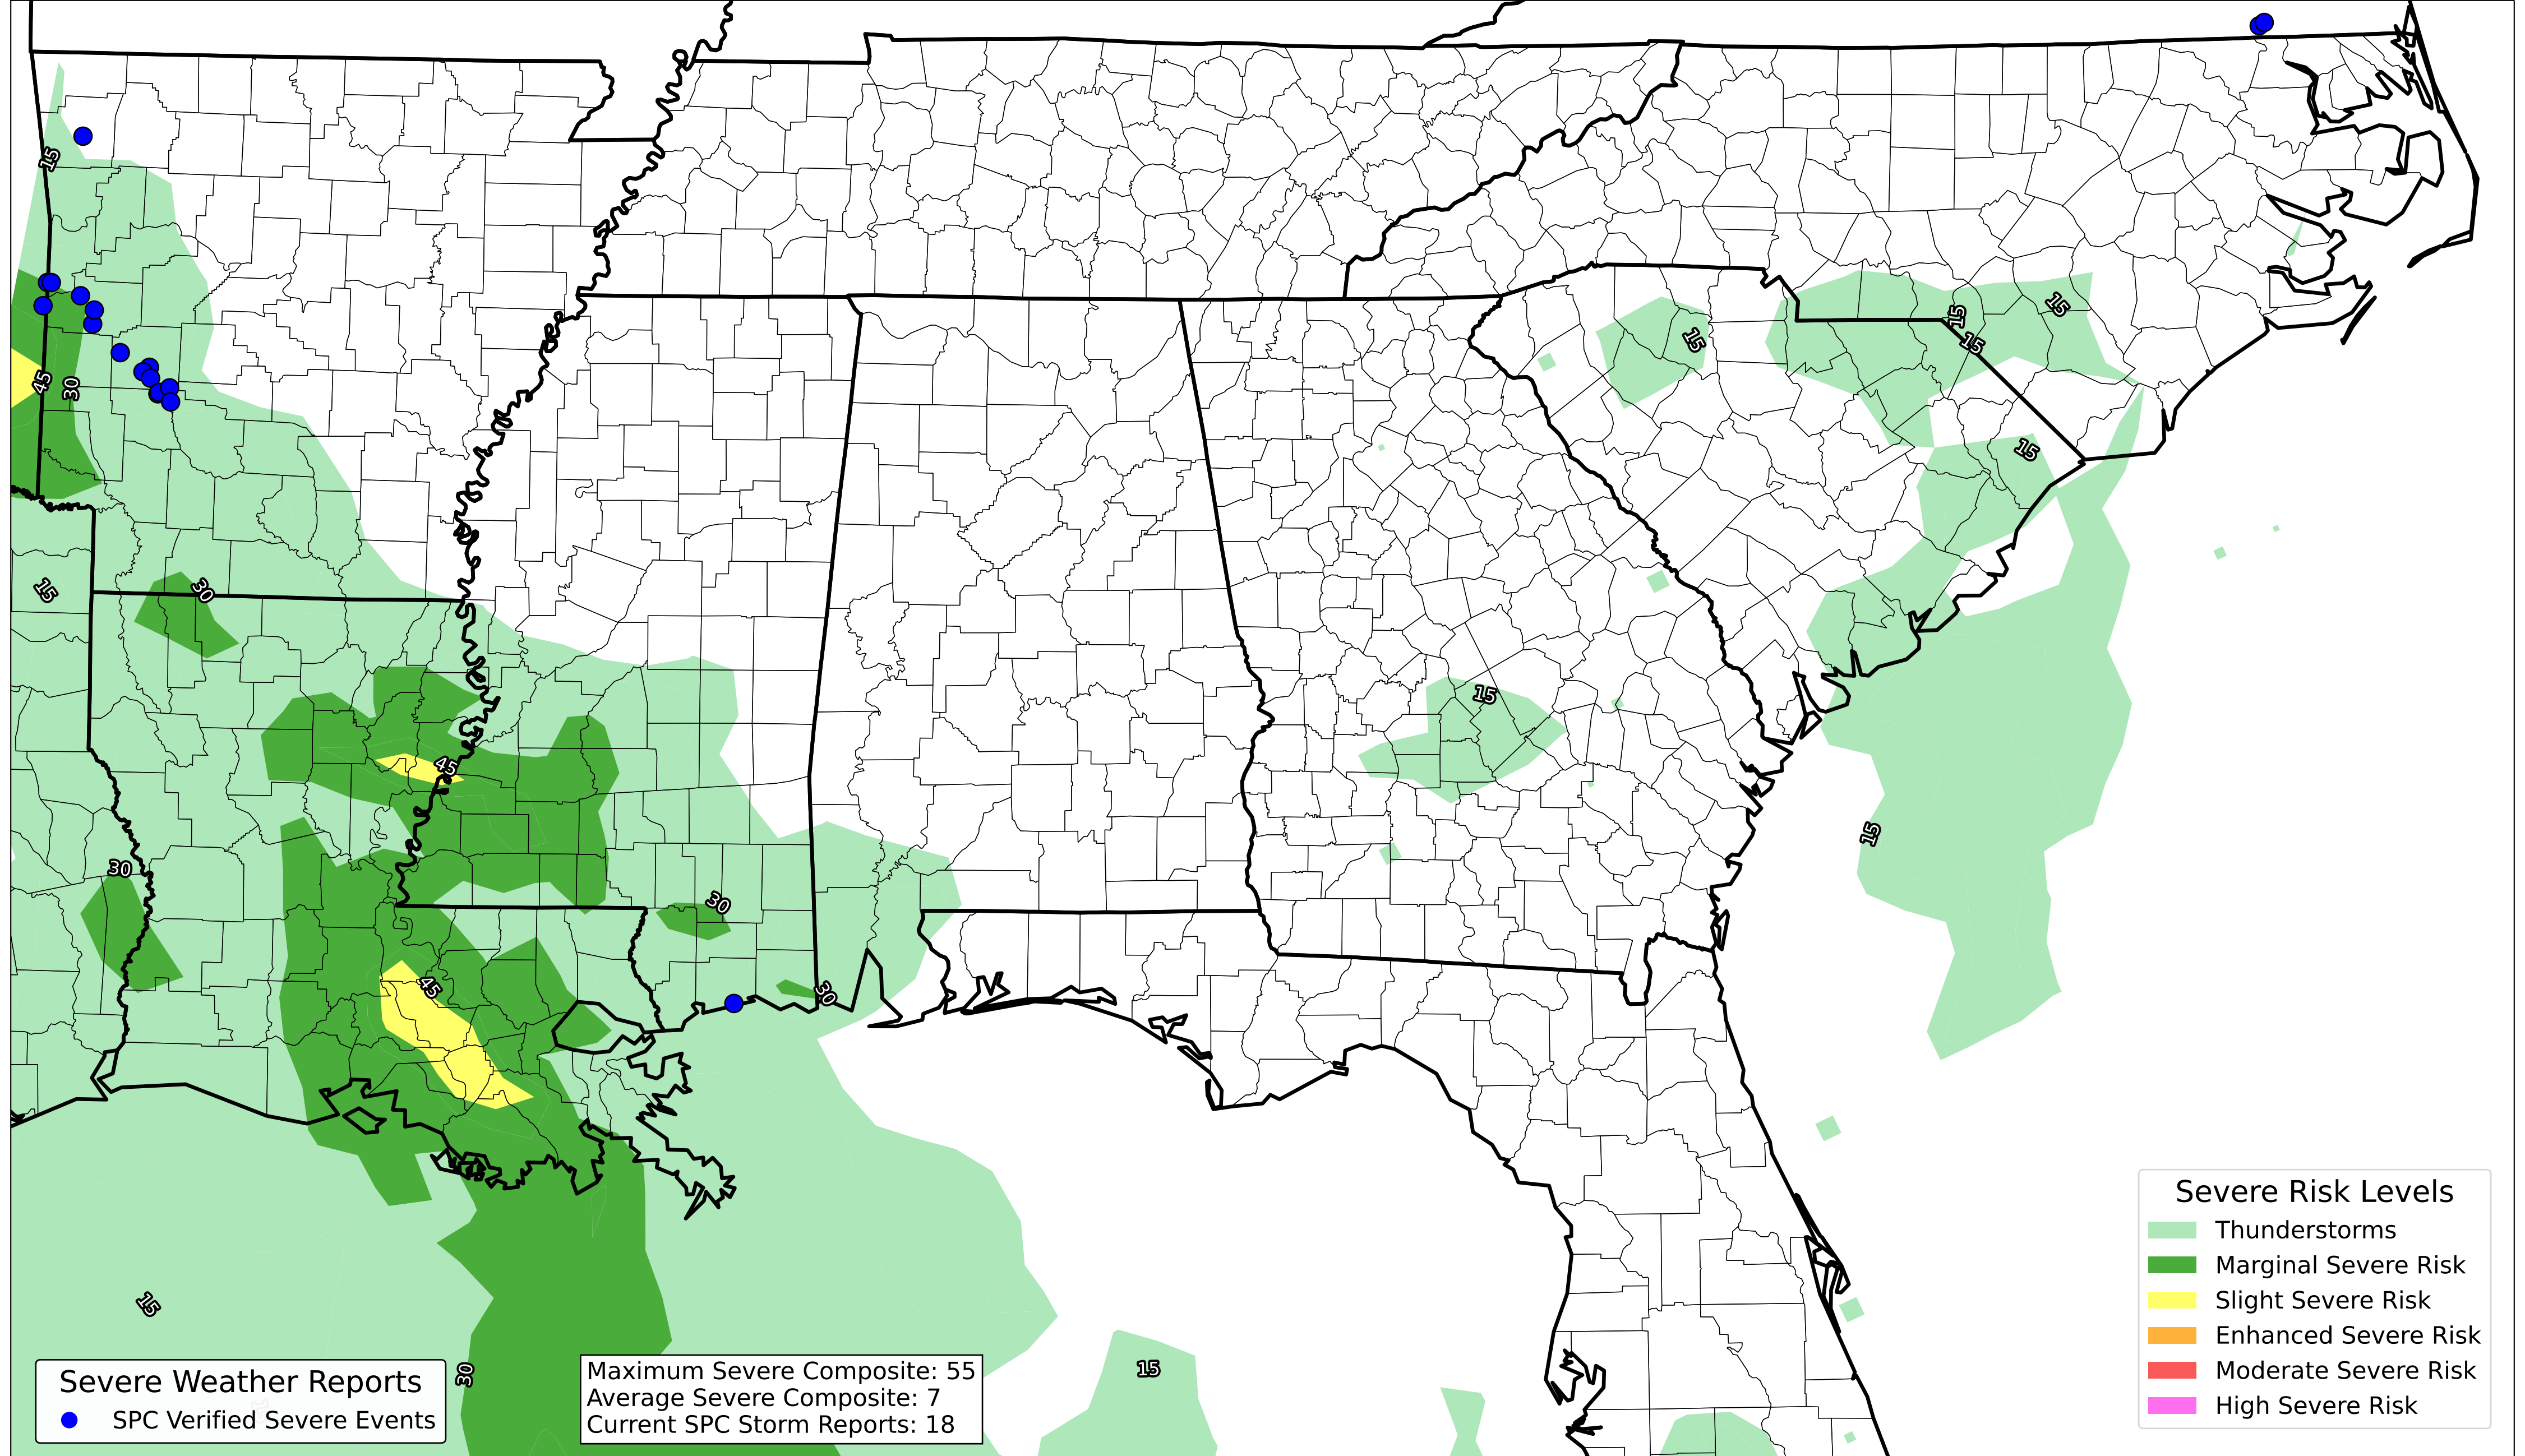 15
15
15
15
45
30
15
15
30
15
45
15
30
30
45
30
15
15
30
15
Severe Weather Reports
SPC Verified Severe Events
Maximum Severe Composite: 55
Average Severe Composite: 7
Current SPC Storm Reports: 18
Severe Risk Levels
Thunderstorms
Marginal Severe Risk
Slight Severe Risk
Enhanced Severe Risk
Moderate Severe Risk
High Severe Risk